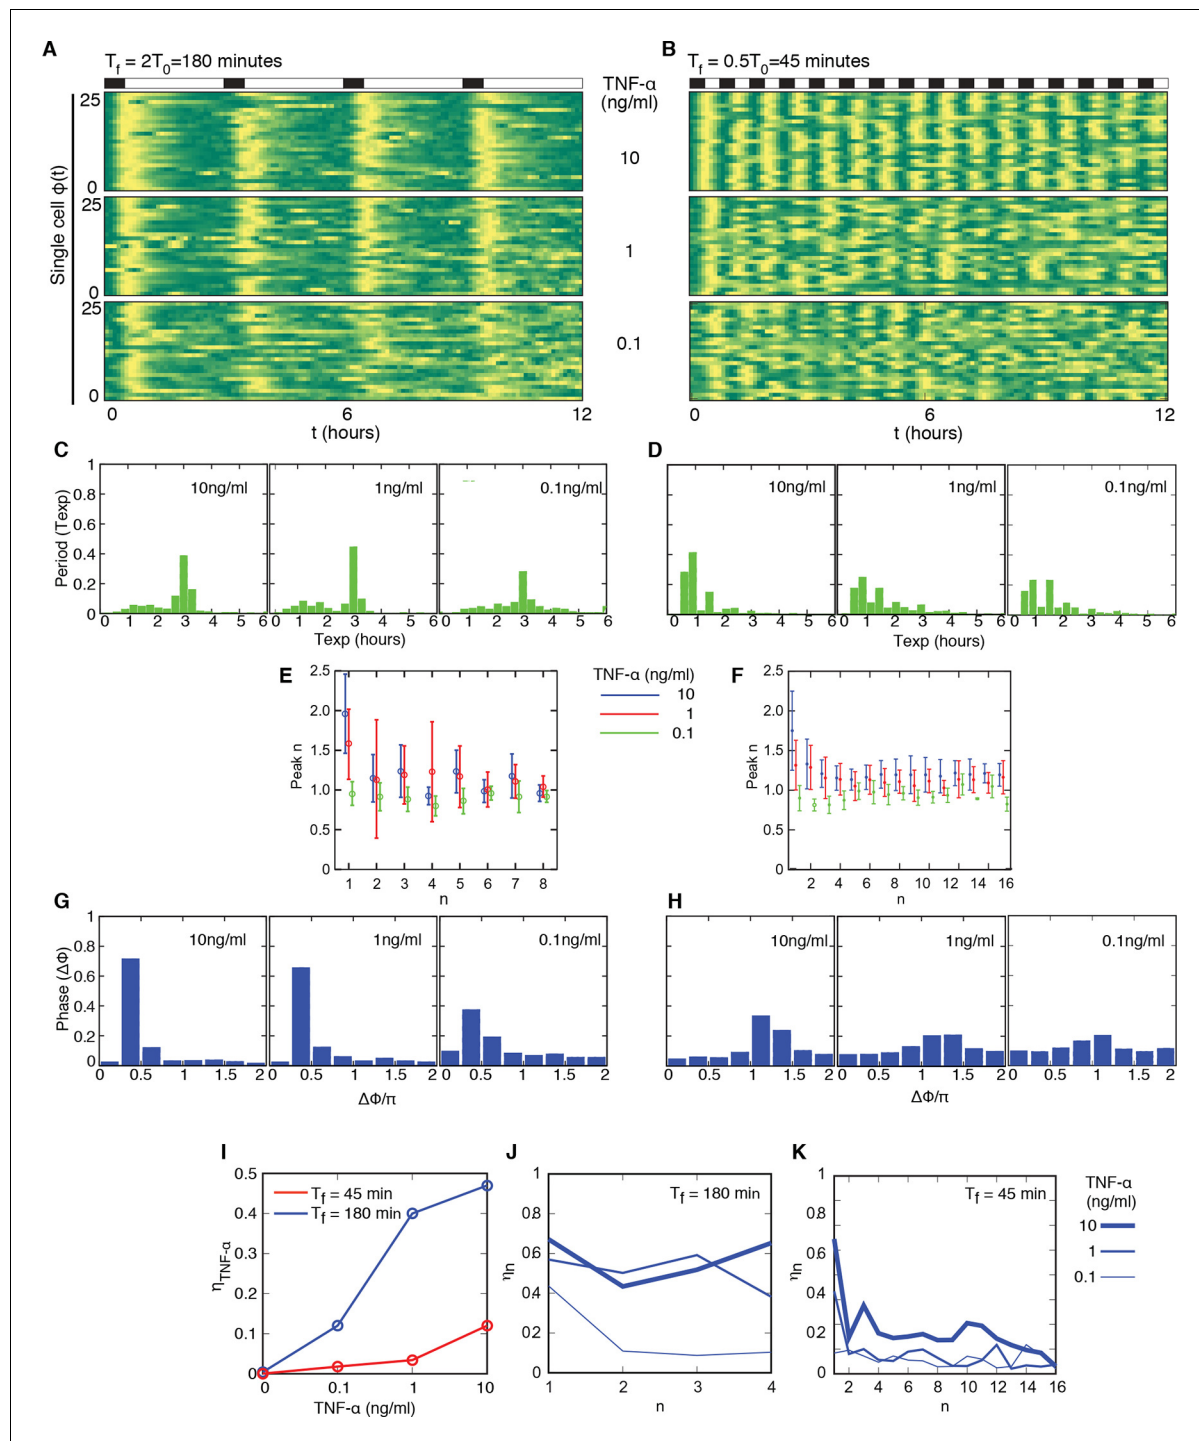 A
T_f = 2T_0=180 minutes
B
T_f = 0.5T_0=45 minutes
TNF-α
(ng/ml)
Single cell ϕ(t)
25
0
25
0
25
0
10
1
0.1
0 6 12
t (hours)
0 6 12
t (hours)
C
Period (Texp)
1
0.8
0.6
0.4
0.2
0
10ng/ml
1ng/ml
0.1ng/ml
0 1 2 3 4 5 6
0 1 2 3 4 5 6
0 1 2 3 4 5 6
Texp (hours)
D
10ng/ml
1ng/ml
0.1ng/ml
0 1 2 3 4 5 6
0 1 2 3 4 5 6
0 1 2 3 4 5 6
Texp (hours)
E
Peak n
2.5
2.0
1.5
1.0
0.5
0
1 2 3 4 5 6 7 8
n
TNF-α (ng/ml)
10
1
0.1
F
Peak n
2.5
2.0
1.5
1.0
0.5
0
2 4 6 8 10 12 14 16
n
G
Phase (ΔΦ)
1
0.8
0.6
0.4
0.2
0
10ng/ml
1ng/ml
0.1ng/ml
0 0.5 1 1.5 2
0 0.5 1 1.5 2
0 0.5 1 1.5 2
ΔΦ/π
H
10ng/ml
1ng/ml
0.1ng/ml
0 0.5 1 1.5 2
0 0.5 1 1.5 2
0 0.5 1 1.5 2
ΔΦ/π
I
η_TNF-α
0.5
0.4
0.3
0.2
0.1
0
T_f = 45 min
T_f = 180 min
0 0.1 1 10
TNF-α (ng/ml)
J
ηn
1
0.8
0.6
0.4
0 2
0
T_f = 180 min
1 2 3 4
n
K
ηn
1
0.8
0.6
0.4
0 2
0
T_f = 45 min
2 4 6 8 10 12 14 16
n
TNF-α
(ng/ml)
10
1
0.1